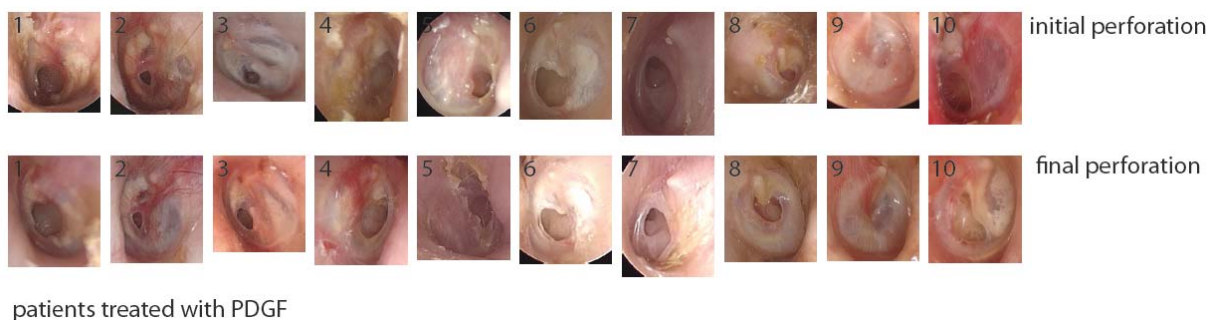 1 2 3 4 5 6 7 8 9 10 initial perforation
1 2 3 4 5 6 7 8 9 10 final perforation
patients treated with PDGF